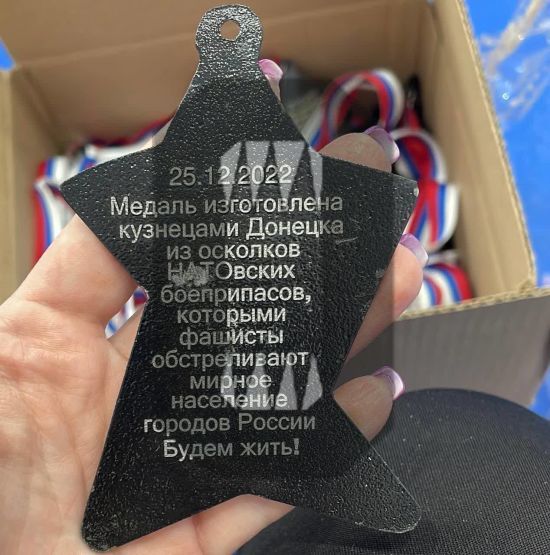 25.12.2022
Медаль изготовлена
кузнецами Донецка
из осколков
НАТОвских
боеприпасов,
которыми
фашисты
обстреливают
мирное
население
городов России
Будем жить!